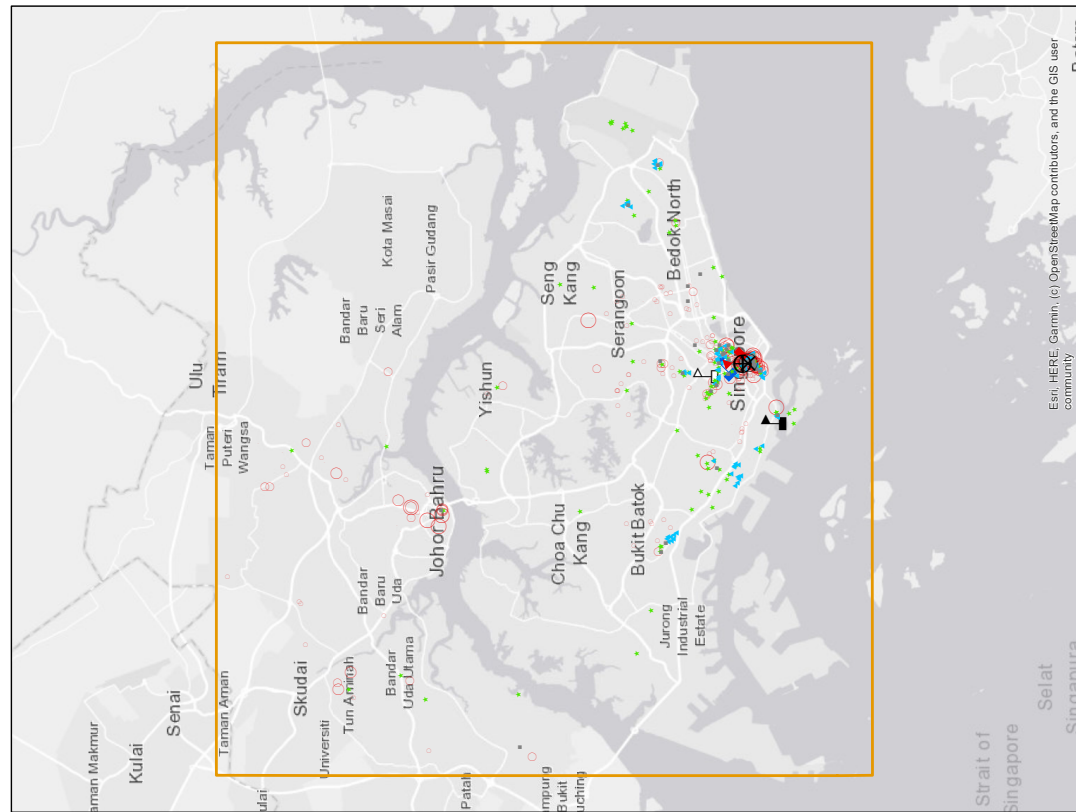 Ulu
Tiram
Taman
Puteri
Wangsa
Senai
Kulai
Taman Aman
Skudai
Universiti
Tun Aminah
Bandar
Uda Utama
Bandar
Baru
Uda
Johor Bahru
Patah
Bukit
Bandar
Baru
Seri
Alam
Kota Masai
Pasir Gudang
Yishun
Seng
Kang
Serangoon
Bedok North
Choa Chu
Kang
Bukit Batok
Jurong
Industrial
Estate
Strait of
Singapore
Selat
Singapura
Esri, HERE, Garmin, (c) OpenStreetMap contributors, and the GIS user
community